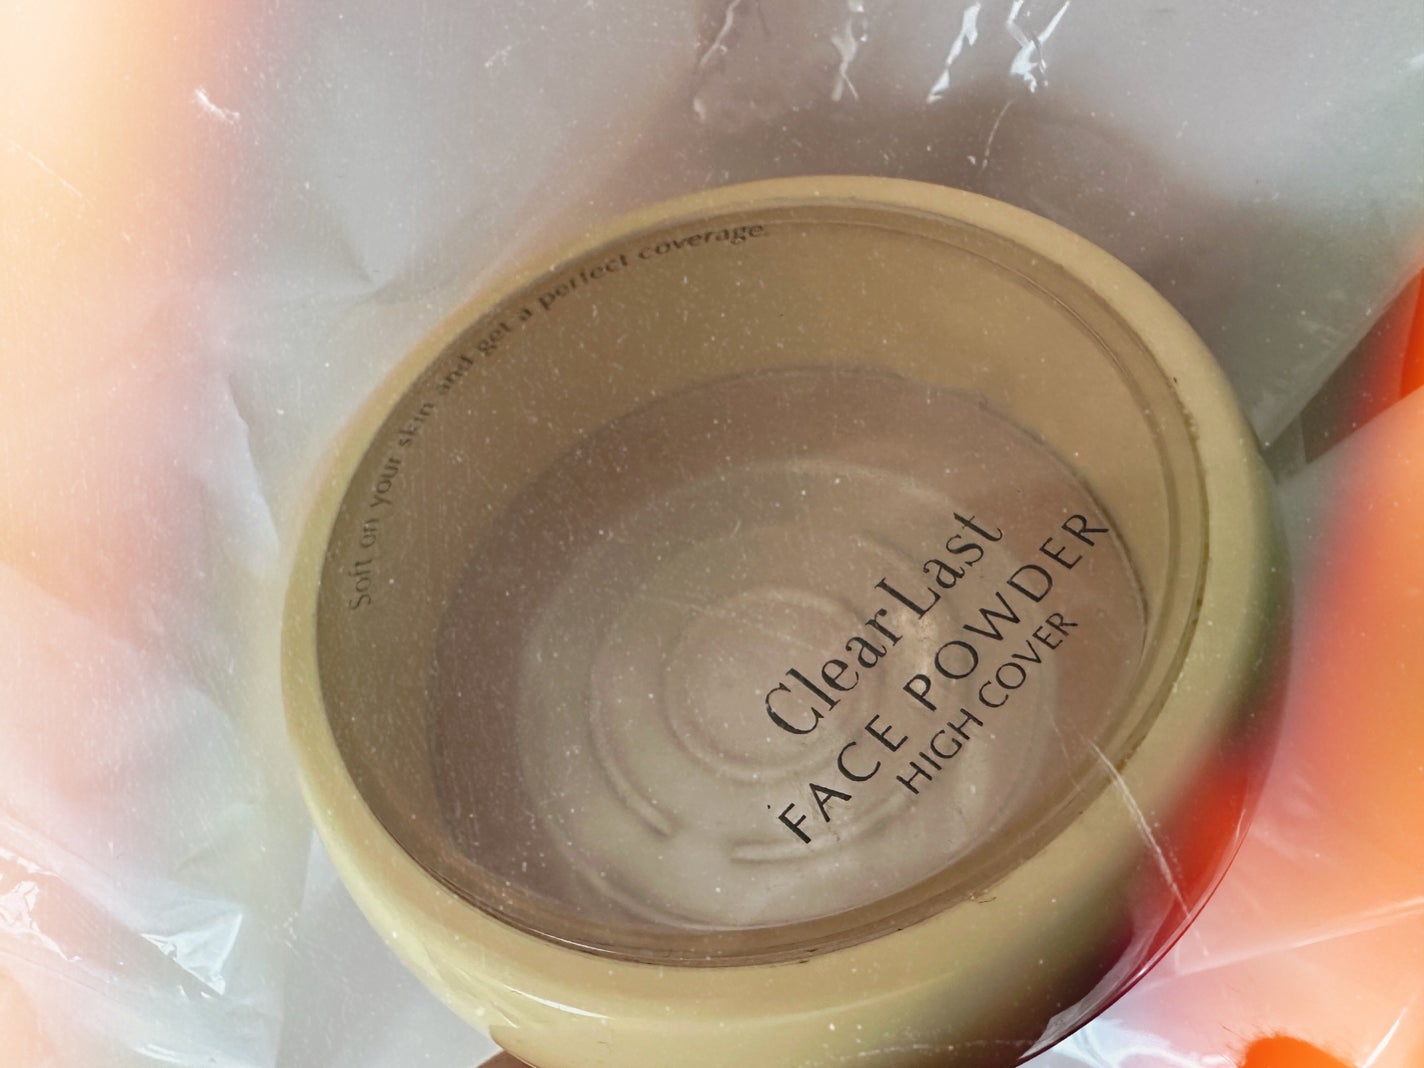 Soft on your skin and get a perfect coverage.
Clear Last
FACE POWDER
HIGH COVER